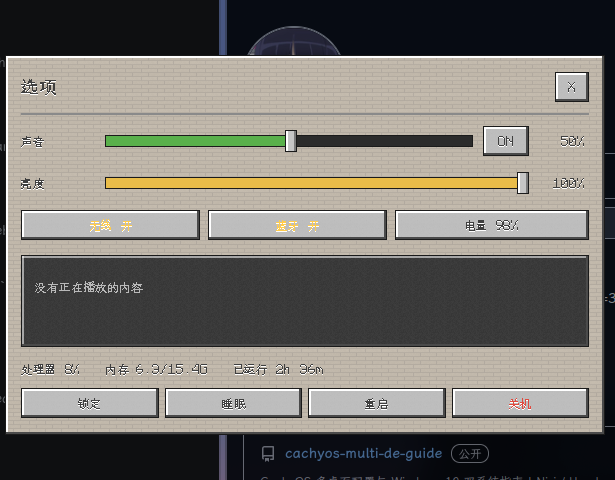 选项
X
声音 ON 50%
亮度 100%
无线 开 蓝牙 开 电量 98%
没有正在播放的内容
处理器 8% 内存 6.3/15.4G 已运行 2h 36m
锁定 睡眠 重启 关机
cachyos-multi-de-guide 公开